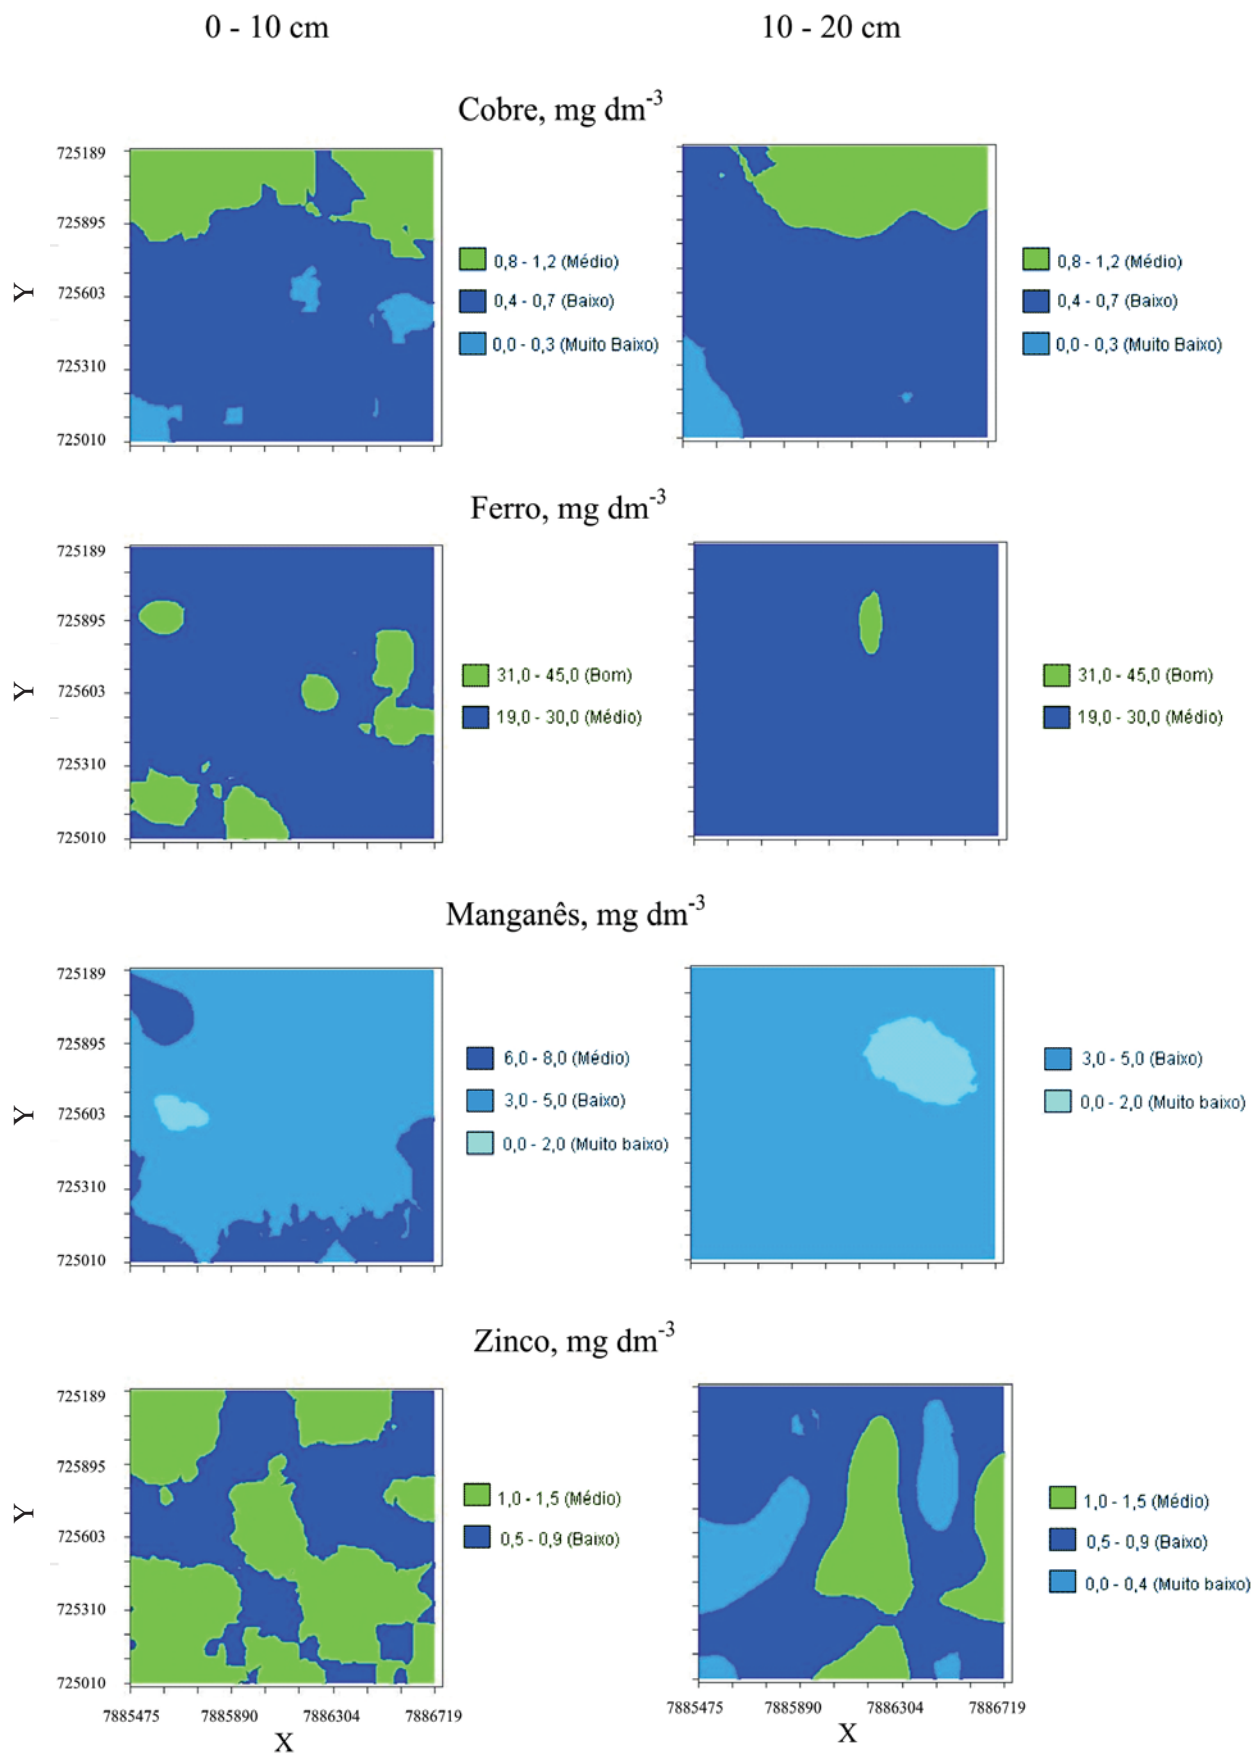 0 - 10 cm
10 - 20 cm
Cobre, mg dm-3
725189
725895
725603
725310
725010
Y
0,8 - 1,2 (Médio)
0,4 - 0,7 (Baixo)
0,0 - 0,3 (Muito Baixo)
0,8 - 1,2 (Médio)
0,4 - 0,7 (Baixo)
0,0 - 0,3 (Muito Baixo)
Ferro, mg dm-3
725189
725895
725603
725310
725010
Y
31,0 - 45,0 (Bom)
19,0 - 30,0 (Médio)
31,0 - 45,0 (Bom)
19,0 - 30,0 (Médio)
Manganês, mg dm-3
725189
725895
725603
725310
725010
Y
6,0 - 8,0 (Médio)
3,0 - 5,0 (Baixo)
0,0 - 2,0 (Muito baixo)
3,0 - 5,0 (Baixo)
0,0 - 2,0 (Muito baixo)
Zinco, mg dm-3
725189
725895
725603
725310
725010
Y
1,0 - 1,5 (Médio)
0,5 - 0,9 (Baixo)
1,0 - 1,5 (Médio)
0,5 - 0,9 (Baixo)
0,0 - 0,4 (Muito baixo)
7885475 7885890 7886304 7886719
X
7885475 7885890 7886304 7886719
X